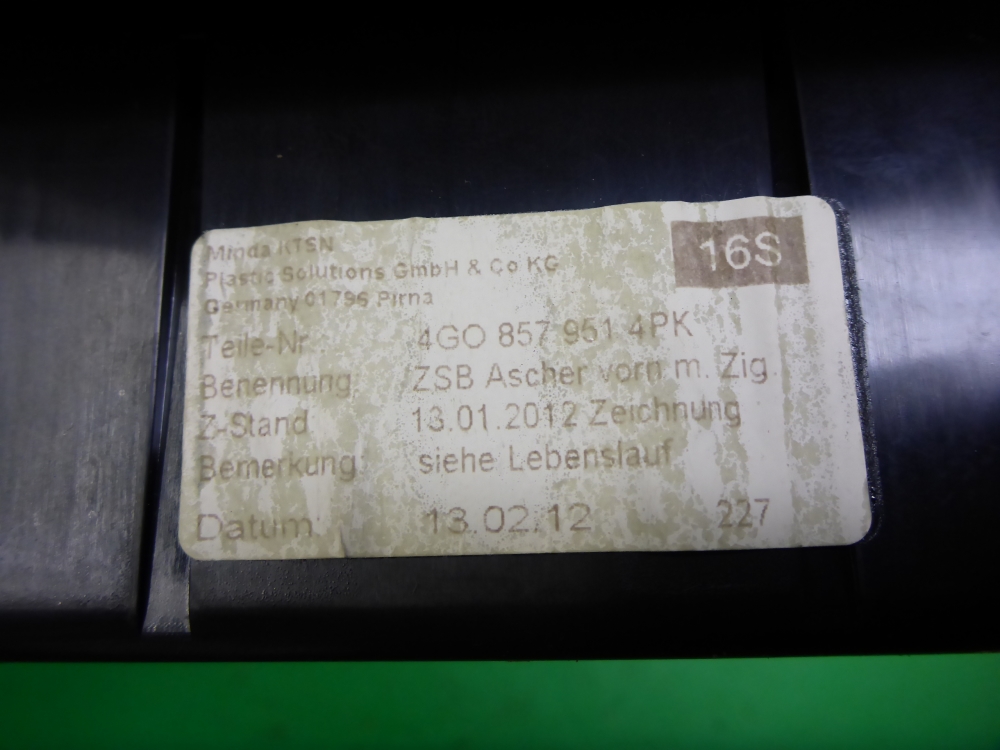 Minda KTSN
16S
Plastic Solutions GmbH & Co KG
Germany 01796 Pirna
Teile-Nr. 4GO 857 951 4PK
Benennung ZSB Ascher vorn m. Zig.
Z-Stand 13.01.2012 Zeichnung
Bemerkung: siehe Lebenslauf
Datum: 13.02.12 227